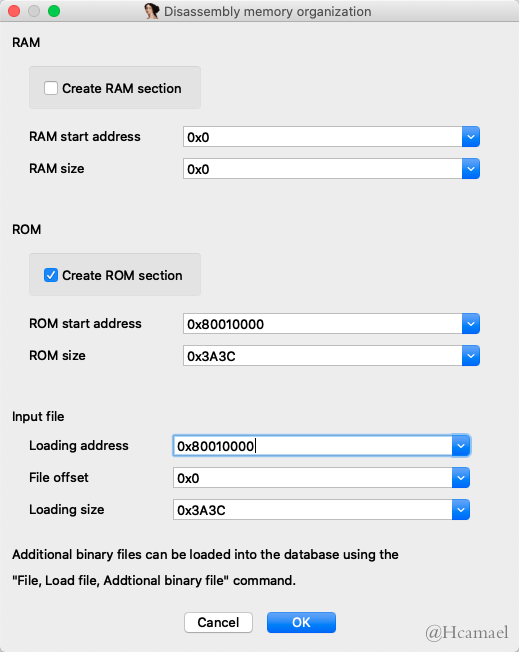 Disassembly memory organization
RAM
Create RAM section
RAM start address 0x0
RAM size 0x0
ROM
Create ROM section
ROM start address 0x80010000
ROM size 0x3A3C
Input file
Loading address 0x80010000
File offset 0x0
Loading size 0x3A3C
Additional binary files can be loaded into the database using the
"File, Load file, Addtional binary file" command.
Cancel OK
@Hcamael